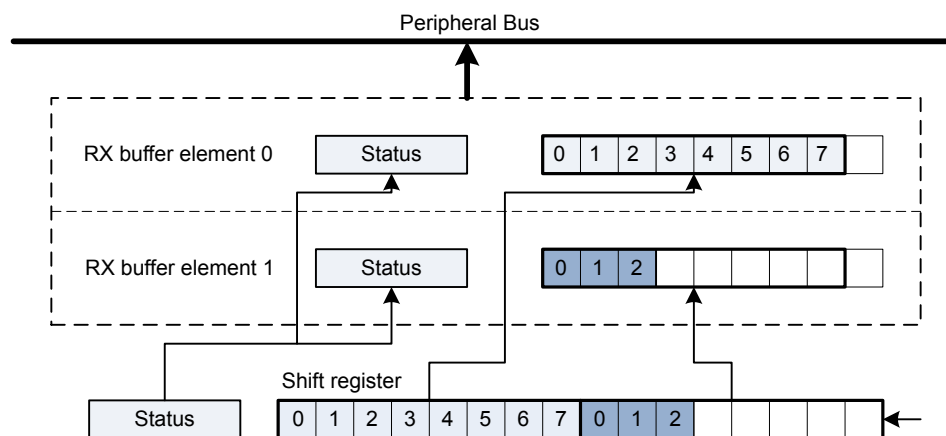 Peripheral Bus
RX buffer element 0 Status 0 1 2 3 4 5 6 7
RX buffer element 1 Status 0 1 2
Shift register
Status 0 1 2 3 4 5 6 7 0 1 2